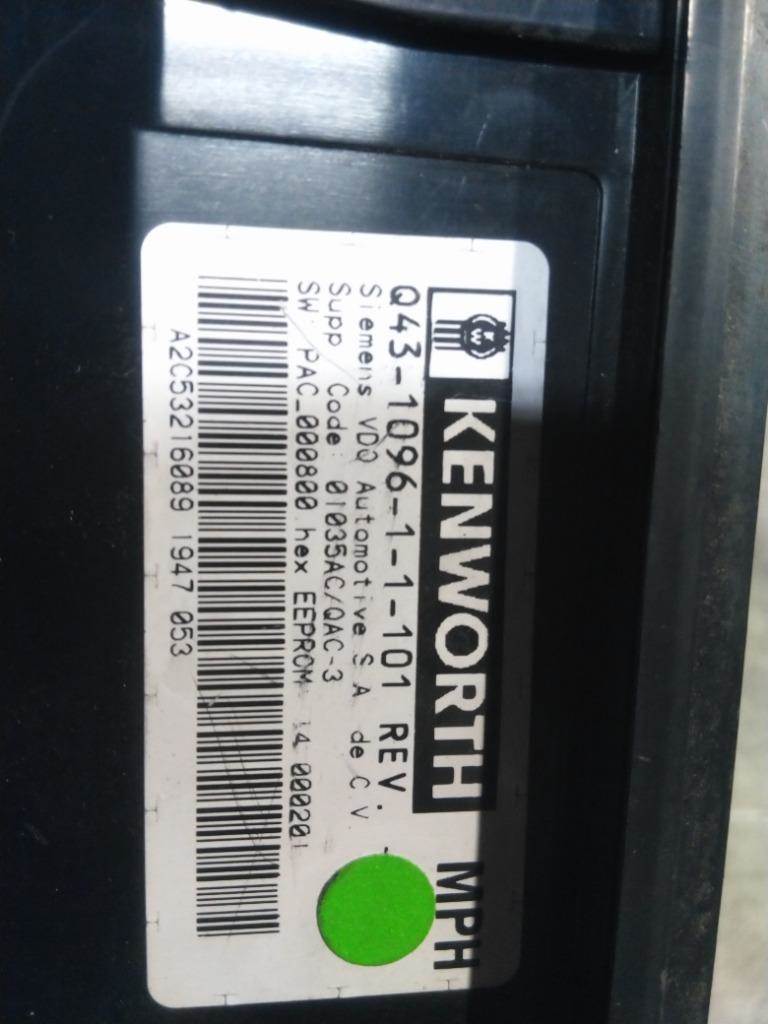 KENWORTH MPH
Q43-1096-1-1-101 REV.
Siemens VDO Automotive S A de C V
Supp Code: 01035AC/QAC-3
SW: PAC_000800.hex EEPROM: 14 000201
A2C53216089 1947 053